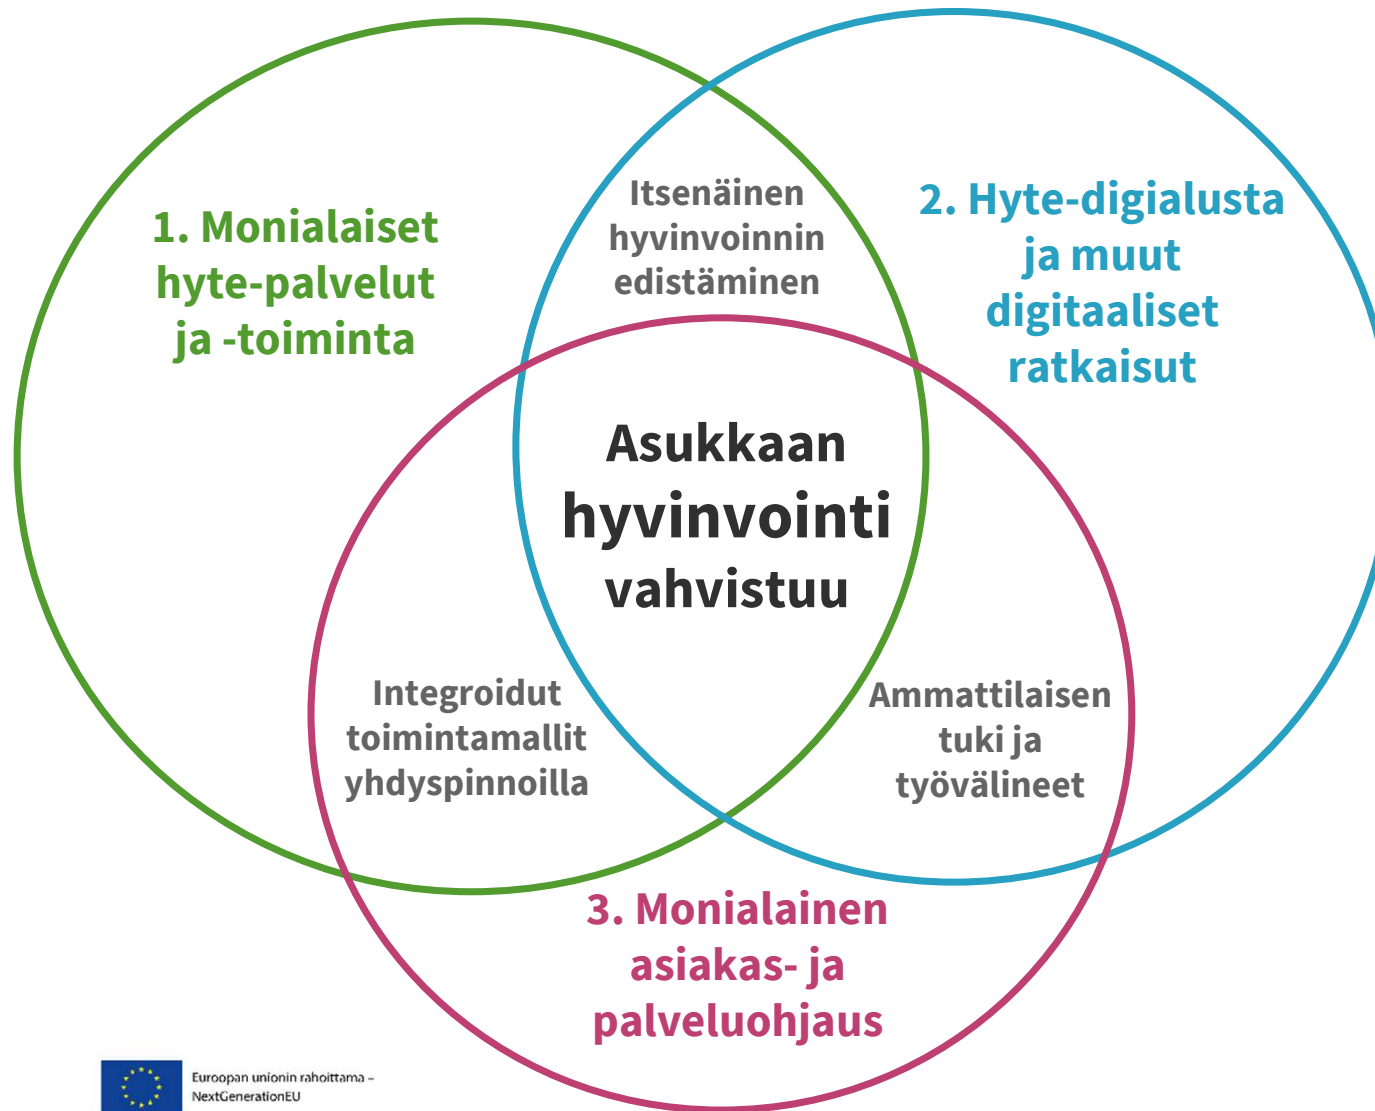 1. Monialaiset
hyte-palvelut
ja -toiminta
Itsenäinen
hyvinvoinnin
edistäminen
2. Hyte-digialusta
ja muut
digitaaliset
ratkaisut
Asukkaan
hyvinvointi
vahvistuu
Integroidut
toimintamallit
yhdyspinnoilla
Ammattilaisen
tuki ja
työvälineet
3. Monialainen
asiakas- ja
palveluohjaus
Euroopan unionin rahoittama –
NextGenerationEU